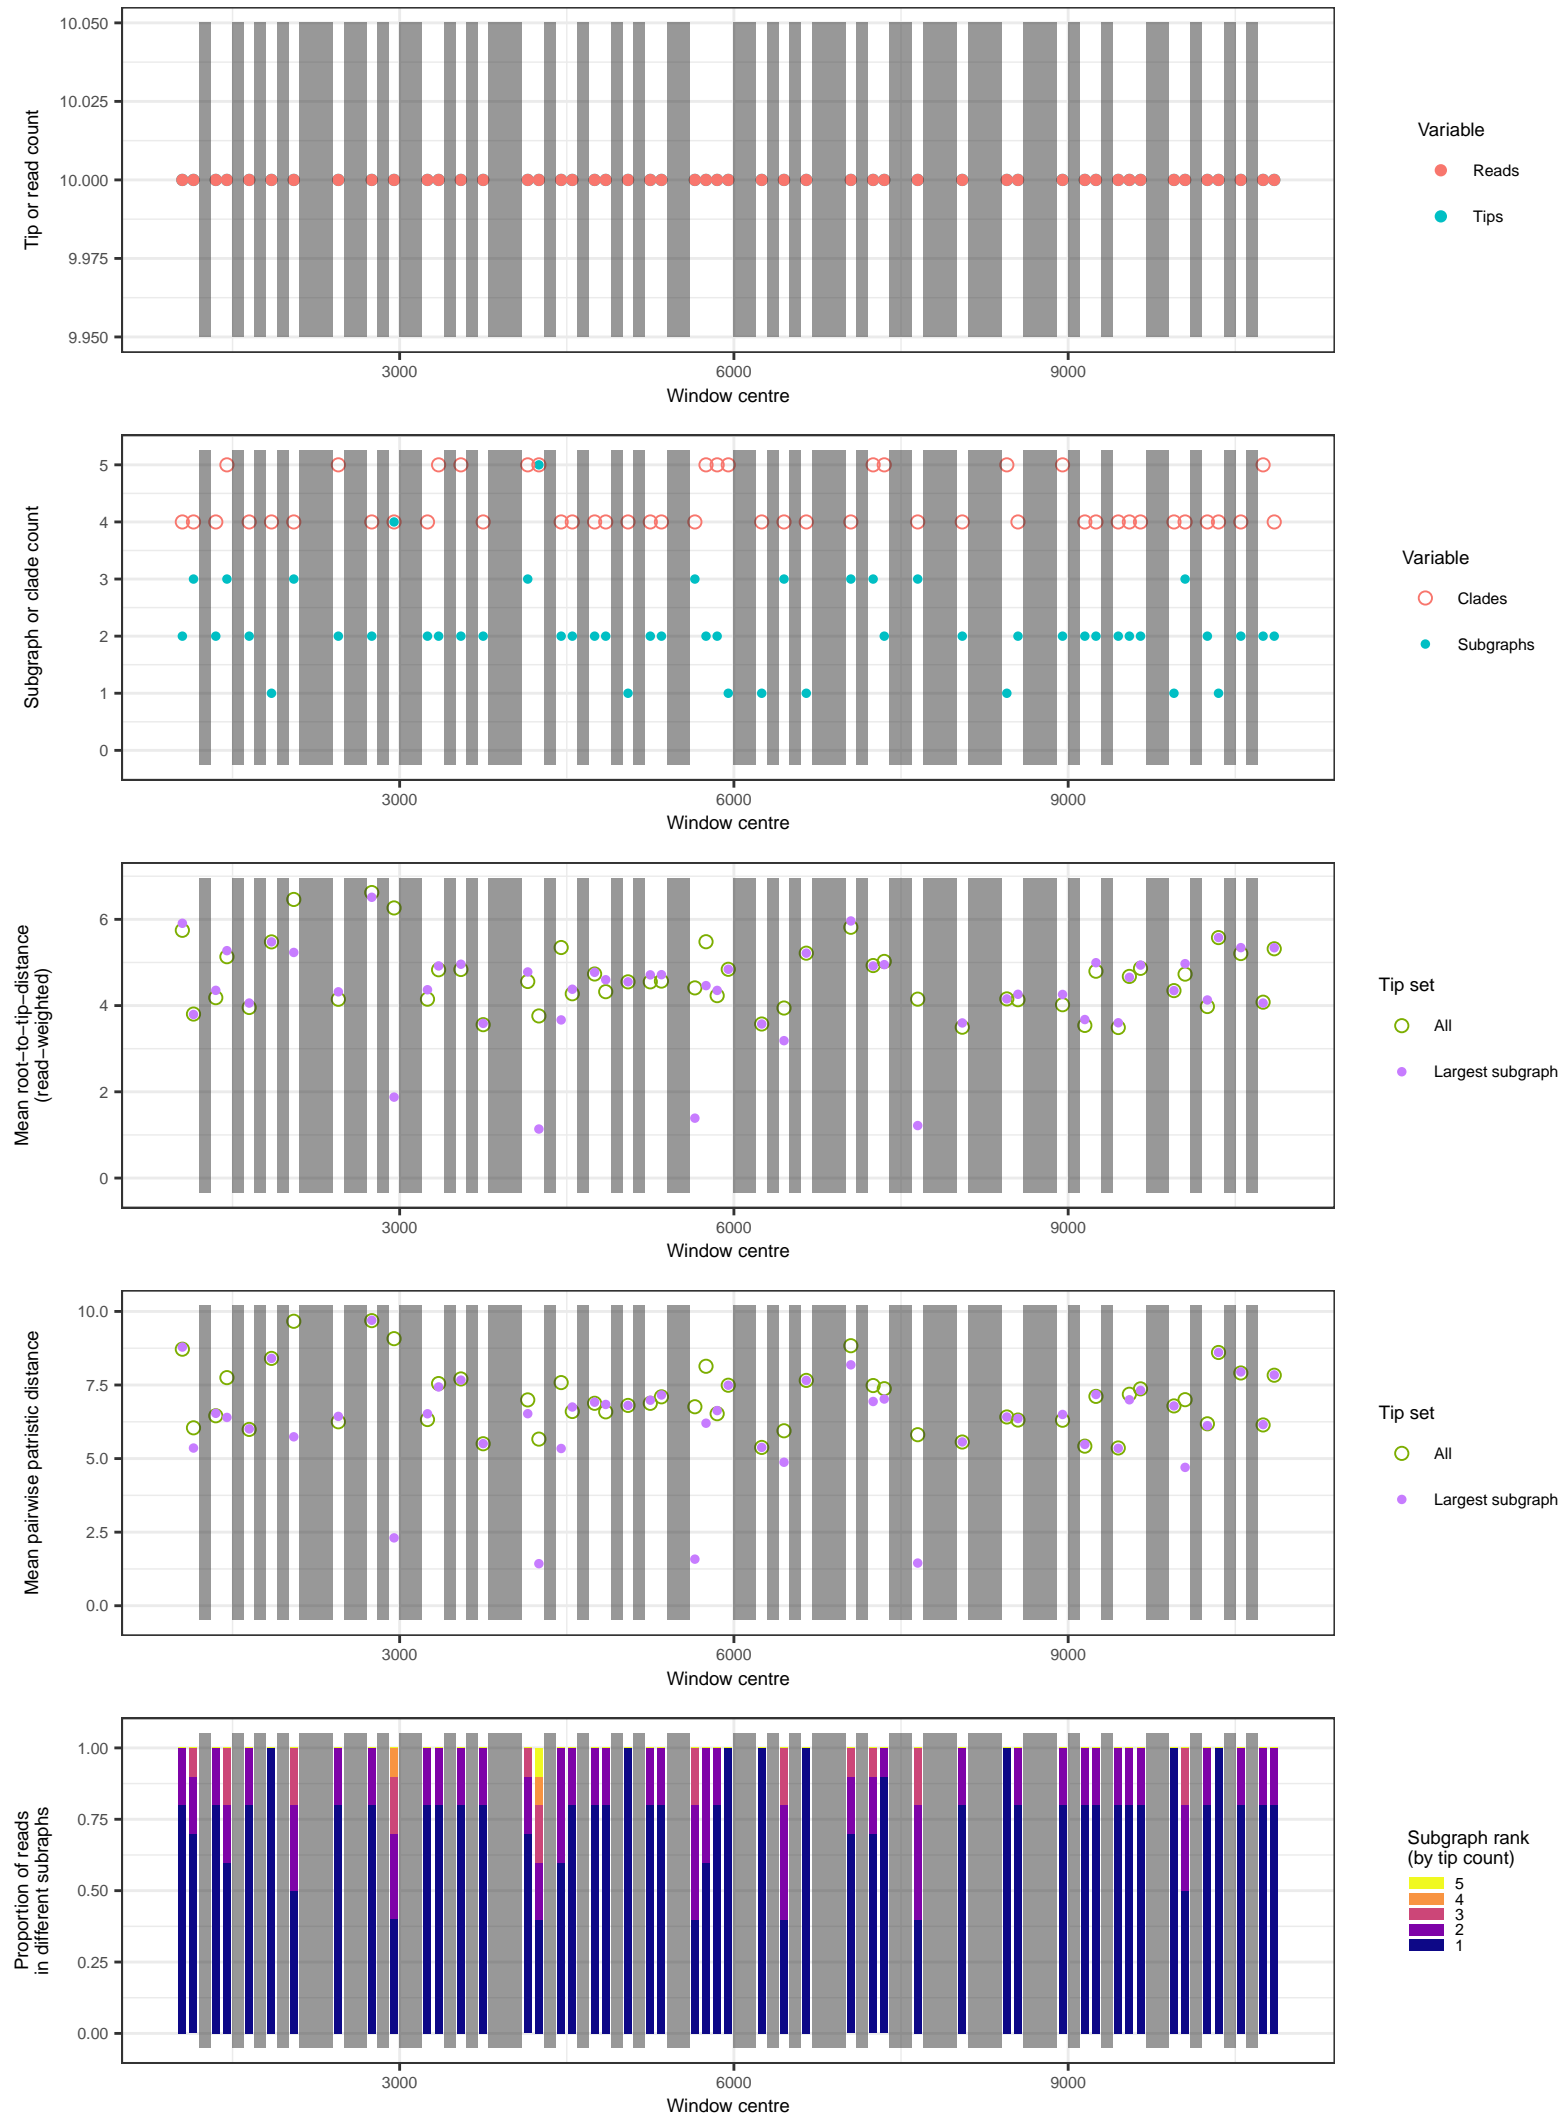 10.050
10.025
10.000
9.975
9.950
Tip or read count
3000 6000 9000
Window centre
Variable
Reads
Tips
5
4
3
2
1
0
Subgraph or clade count
3000 6000 9000
Window centre
Variable
Clades
Subgraphs
6
4
2
0
Mean root−to−tip−distance
(read−weighted)
3000 6000 9000
Window centre
Tip set
All
Largest subgraph
10.0
7.5
5.0
2.5
0.0
Mean pairwise patristic distance
3000 6000 9000
Window centre
Tip set
All
Largest subgraph
1.00
0.75
0.50
0.25
0.00
Proportion of reads
in different subraphs
3000 6000 9000
Window centre
Subgraph rank
(by tip count)
5
4
3
2
1